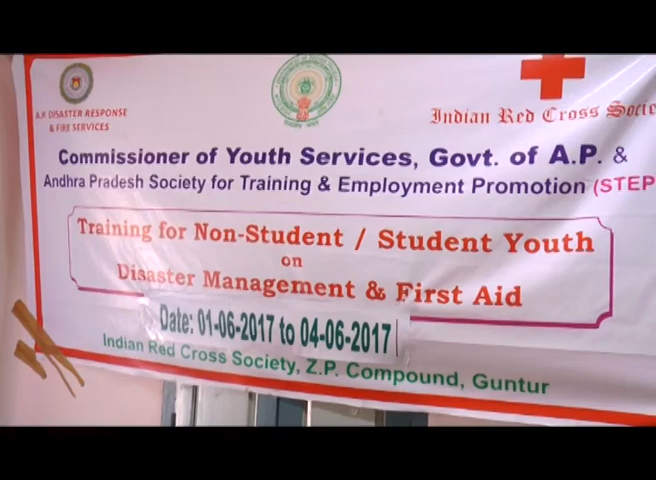 A.P. DISASTER RESPONSE
& FIRE SERVICES
Indian Red Cross Socie
Commissioner of Youth Services, Govt. of A.P. &
Andhra Pradesh Society for Training & Employment Promotion (STEP
Training for Non-Student / Student Youth
on
Disaster Management & First Aid
Date: 01-06-2017 to 04-06-2017
Indian Red Cross Society, Z.P. Compound, Guntur